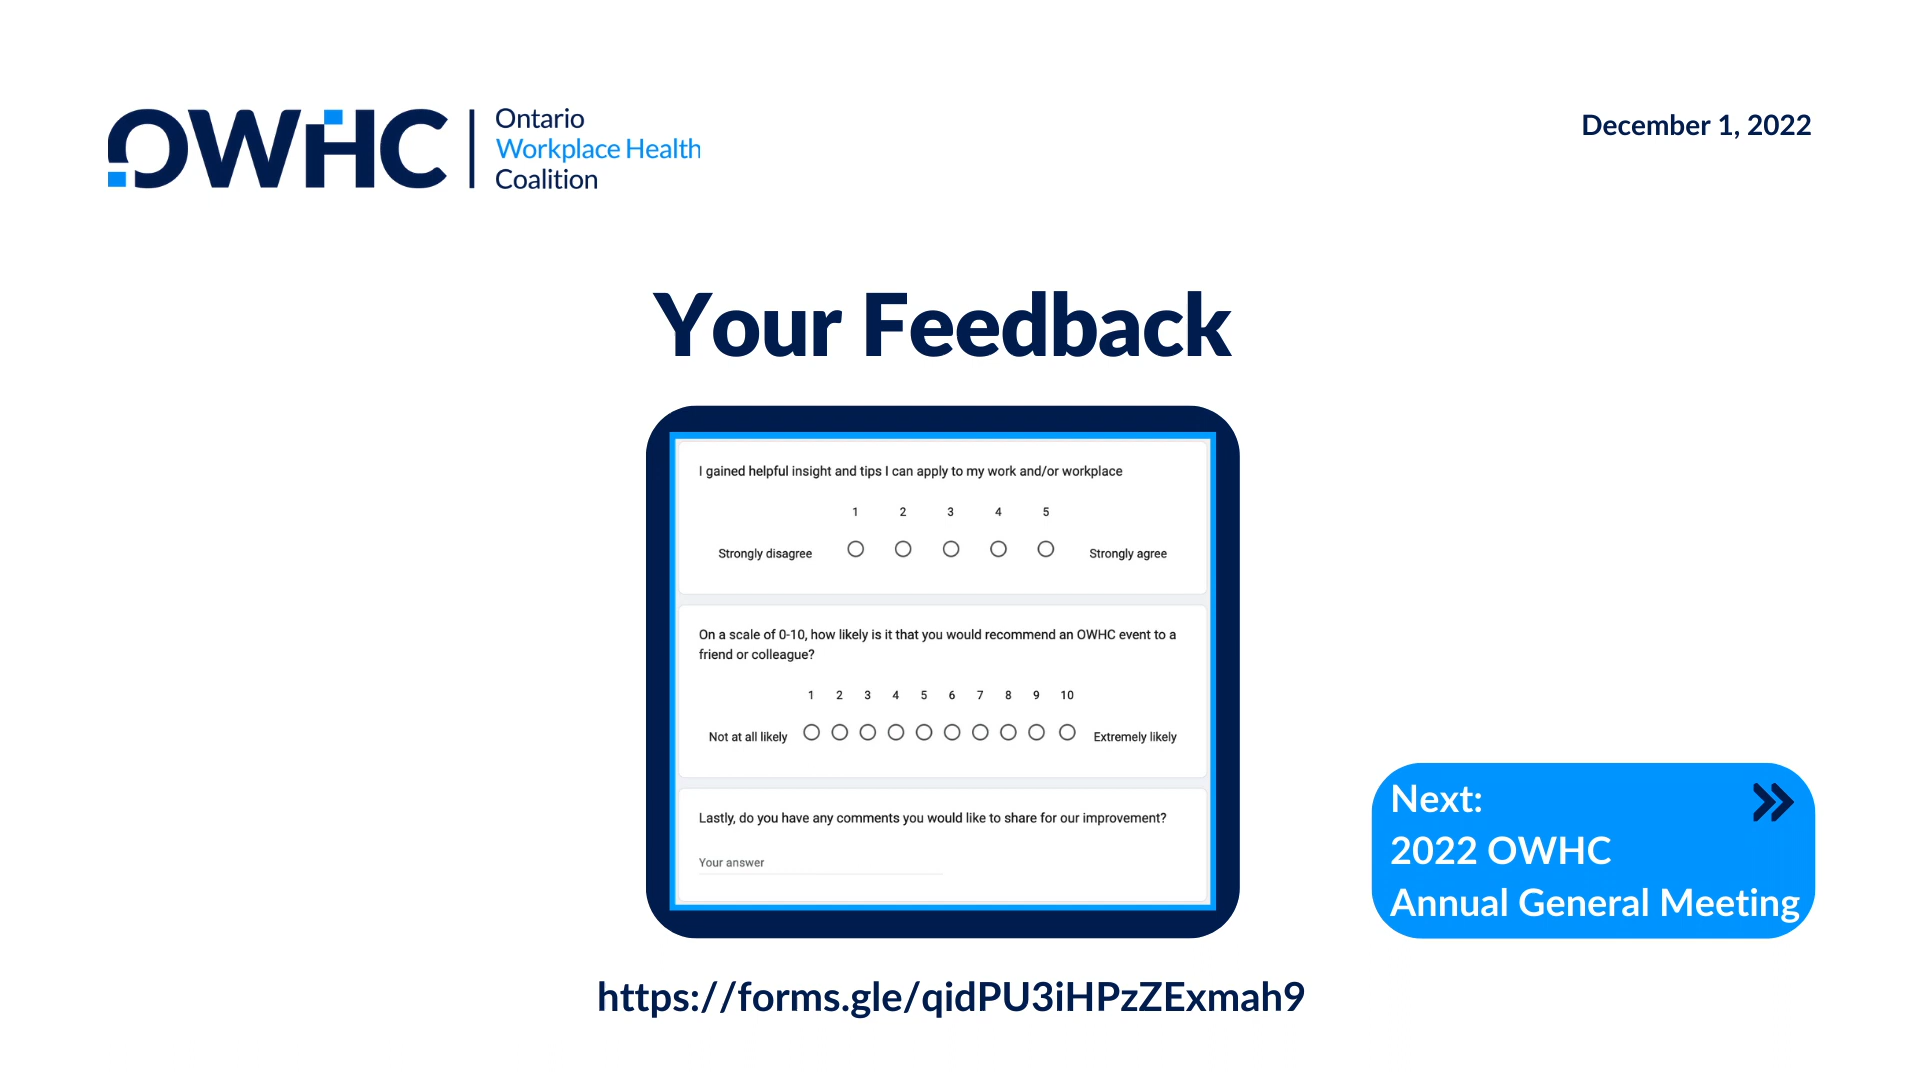 OWHC
Ontario
Workplace Health
Coalition
December 1, 2022
Your Feedback
I gained helpful insight and tips I can apply to my work and/or workplace
1 2 3 4 5
Strongly disagree Strongly agree
On a scale of 0-10, how likely is it that you would recommend an OWHC event to a
friend or colleague?
1 2 3 4 5 6 7 8 9 10
Not at all likely Extremely likely
Lastly, do you have any comments you would like to share for our improvement?
Your answer
Next:
2022 OWHC
Annual General Meeting
https://forms.gle/qidPU3iHPzZExmah9